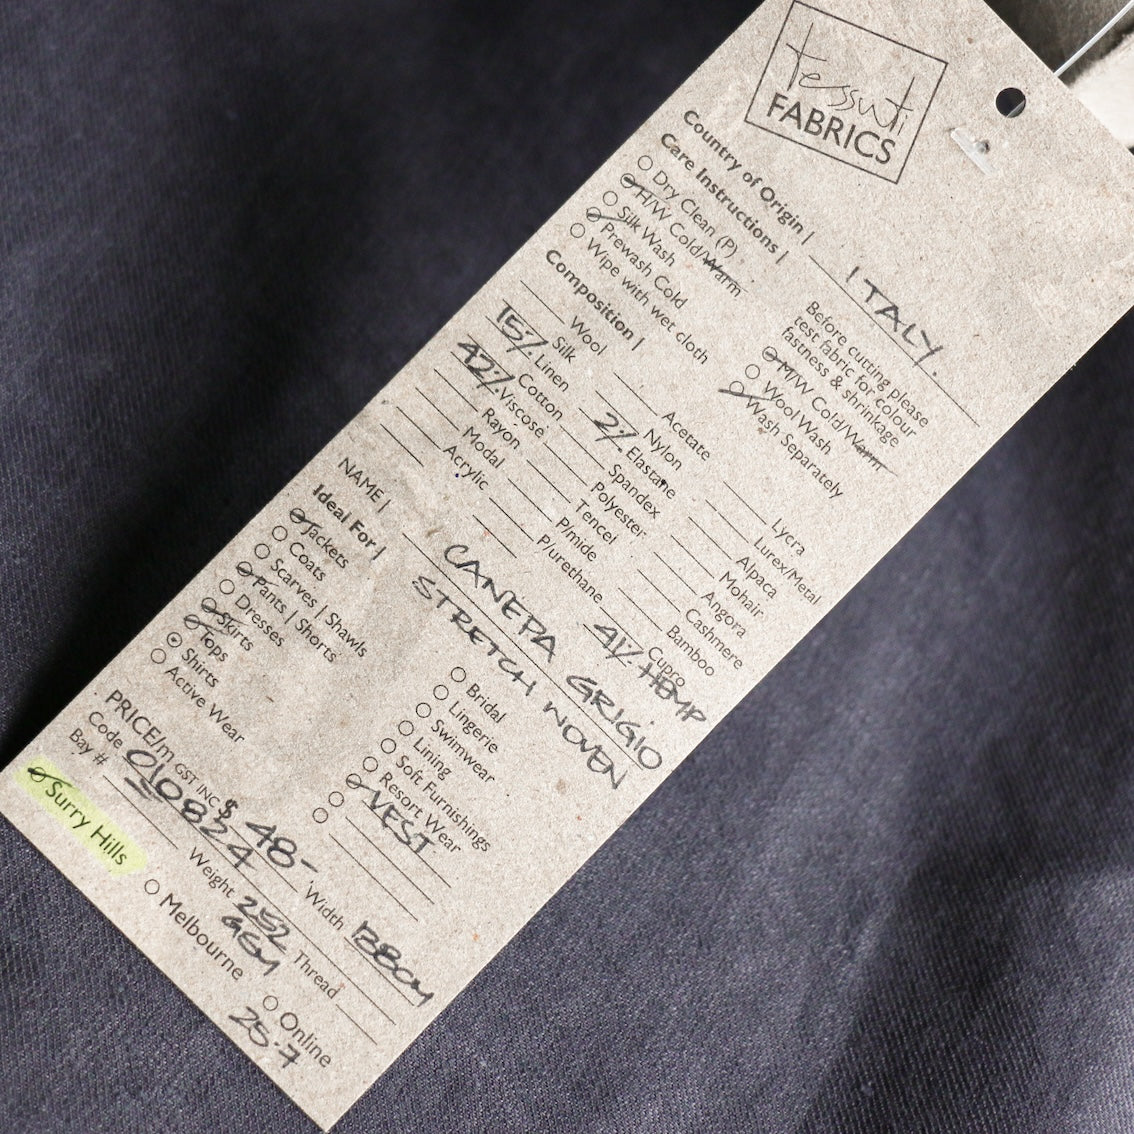 tessuti
FABRICS
Country of Origin | ITALY.
Care Instructions |
Dry Clean (P)
H/W Cold/Warm
Silk Wash
Prewash Cold
Wipe with wet cloth
Before cutting please
test fabric for colour
fastness & shrinkage
M/W Cold/Warm
Wool Wash
Wash Separately
Composition |
Wool
Silk
15% Linen
Cotton
42% Viscose
Rayon
Modal
Acrylic
Acetate
Nylon
2% Elastane
Spandex
Polyester
Tencel
P/mide
P/urethane
Lycra
Lurex/Metal
Alpaca
Mohair
Angora
Cashmere
Bamboo
Cupro
41% HEMP
NAME | CANEPA GRIGIO
STRETCH WOVEN
Ideal For |
Jackets
Coats
Scarves | Shawls
Pants | Shorts
Dresses
Skirts
Tops
Shirts
Active Wear
Bridal
Lingerie
Swimwear
Lining
Soft Furnishings
Resort Wear
VEST
PRICE/m GST INC $ 48-
Width 138CM
Code 010824
Weight 252 GSM
Thread
Bay #
Surry Hills
Melbourne
Online
25.7